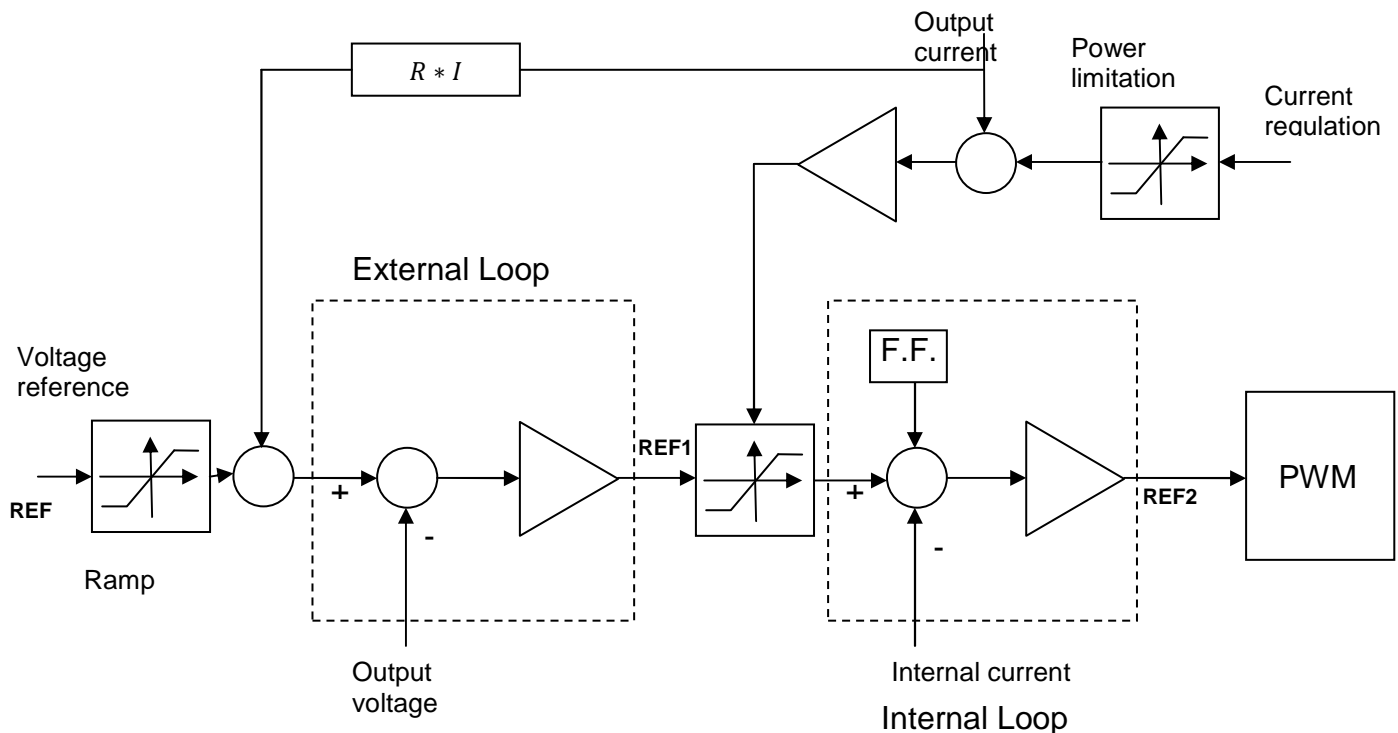 Output
current
R * I
Power
limitation
Current
regulation
External Loop
F.F.
Voltage
reference
REF1
PWM
+
+
REF
REF2
-
-
Ramp
Output
voltage
Internal current
Internal Loop